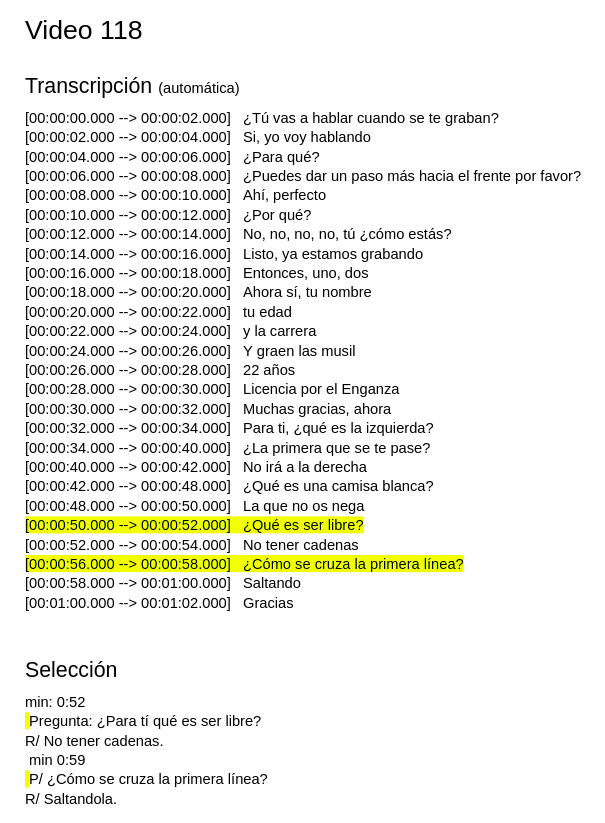 Video 118
Transcripción (automática)
[00:00:00.000 --> 00:00:02.000] ¿Tú vas a hablar cuando se te graban?
[00:00:02.000 --> 00:00:04.000] Si, yo voy hablando
[00:00:04.000 --> 00:00:06.000] ¿Para qué?
[00:00:06.000 --> 00:00:08.000] ¿Puedes dar un paso más hacia el frente por favor?
[00:00:08.000 --> 00:00:10.000] Ahí, perfecto
[00:00:10.000 --> 00:00:12.000] ¿Por qué?
[00:00:12.000 --> 00:00:14.000] No, no, no, no, tú ¿cómo estás?
[00:00:14.000 --> 00:00:16.000] Listo, ya estamos grabando
[00:00:16.000 --> 00:00:18.000] Entonces, uno, dos
[00:00:18.000 --> 00:00:20.000] Ahora sí, tu nombre
[00:00:20.000 --> 00:00:22.000] tu edad
[00:00:22.000 --> 00:00:24.000] y la carrera
[00:00:24.000 --> 00:00:26.000] Y graen las musil
[00:00:26.000 --> 00:00:28.000] 22 años
[00:00:28.000 --> 00:00:30.000] Licencia por el Enganza
[00:00:30.000 --> 00:00:32.000] Muchas gracias, ahora
[00:00:32.000 --> 00:00:34.000] Para ti, ¿qué es la izquierda?
[00:00:34.000 --> 00:00:40.000] ¿La primera que se te pase?
[00:00:40.000 --> 00:00:42.000] No irá a la derecha
[00:00:42.000 --> 00:00:48.000] ¿Qué es una camisa blanca?
[00:00:48.000 --> 00:00:50.000] La que no os nega
[00:00:50.000 --> 00:00:52.000] ¿Qué es ser libre?
[00:00:52.000 --> 00:00:54.000] No tener cadenas
[00:00:56.000 --> 00:00:58.000] ¿Cómo se cruza la primera línea?
[00:00:58.000 --> 00:01:00.000] Saltando
[00:01:00.000 --> 00:01:02.000] Gracias
Selección
min: 0:52
Pregunta: ¿Para tí qué es ser libre?
R/ No tener cadenas.
min 0:59
P/ ¿Cómo se cruza la primera línea?
R/ Saltandola.